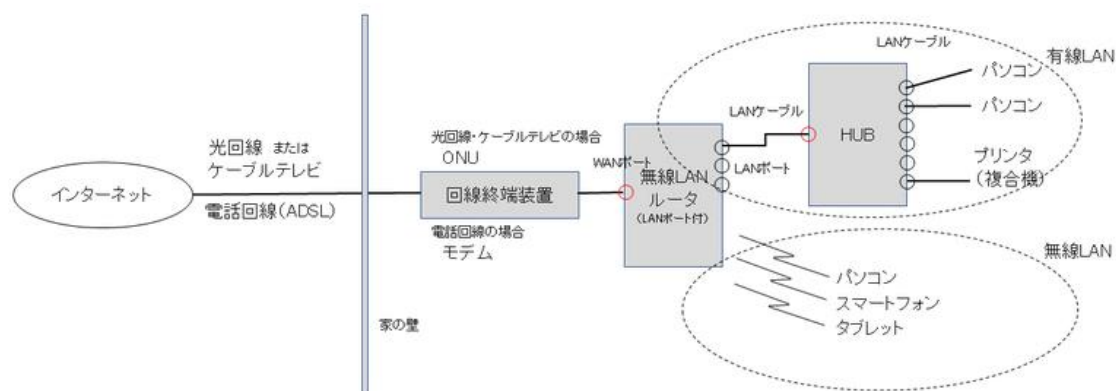 インターネット
光回線 または
ケーブルテレビ
電話回線(ADSL)
家の壁
光回線・ケーブルテレビの場合
ONU
回線終端装置
電話回線の場合
モデム
WANポート
無線LAN
ルータ
(LANポート付)
LANポート
LANケーブル
HUB
LANケーブル
有線LAN
パソコン
パソコン
プリンタ
(複合機)
無線LAN
パソコン
スマートフォン
タブレット